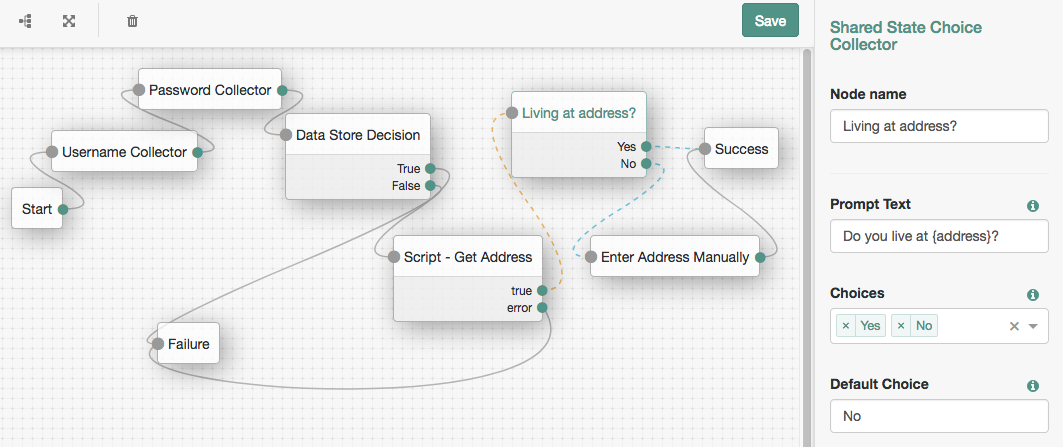 Save
Password Collector
Username Collector
Start
Data Store Decision
True
False
Living at address?
Yes
No
Success
Script - Get Address
true
error
Enter Address Manually
Failure
Shared State Choice
Collector
Node name
Living at address?
Prompt Text
Do you live at {address}?
Choices
× Yes × No ×
Default Choice
No